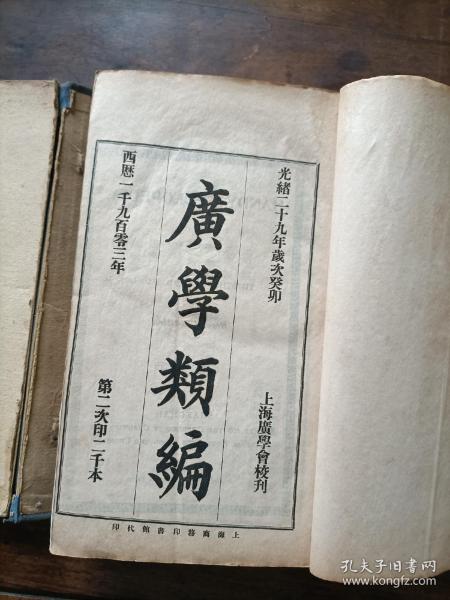 光緒二十九年歲次癸卯
上海廣學會校刊
廣學類編
西歷一千九百零三年
第二次印二千本
上海商務印書館代印
孔夫子旧书网
kongfz.com